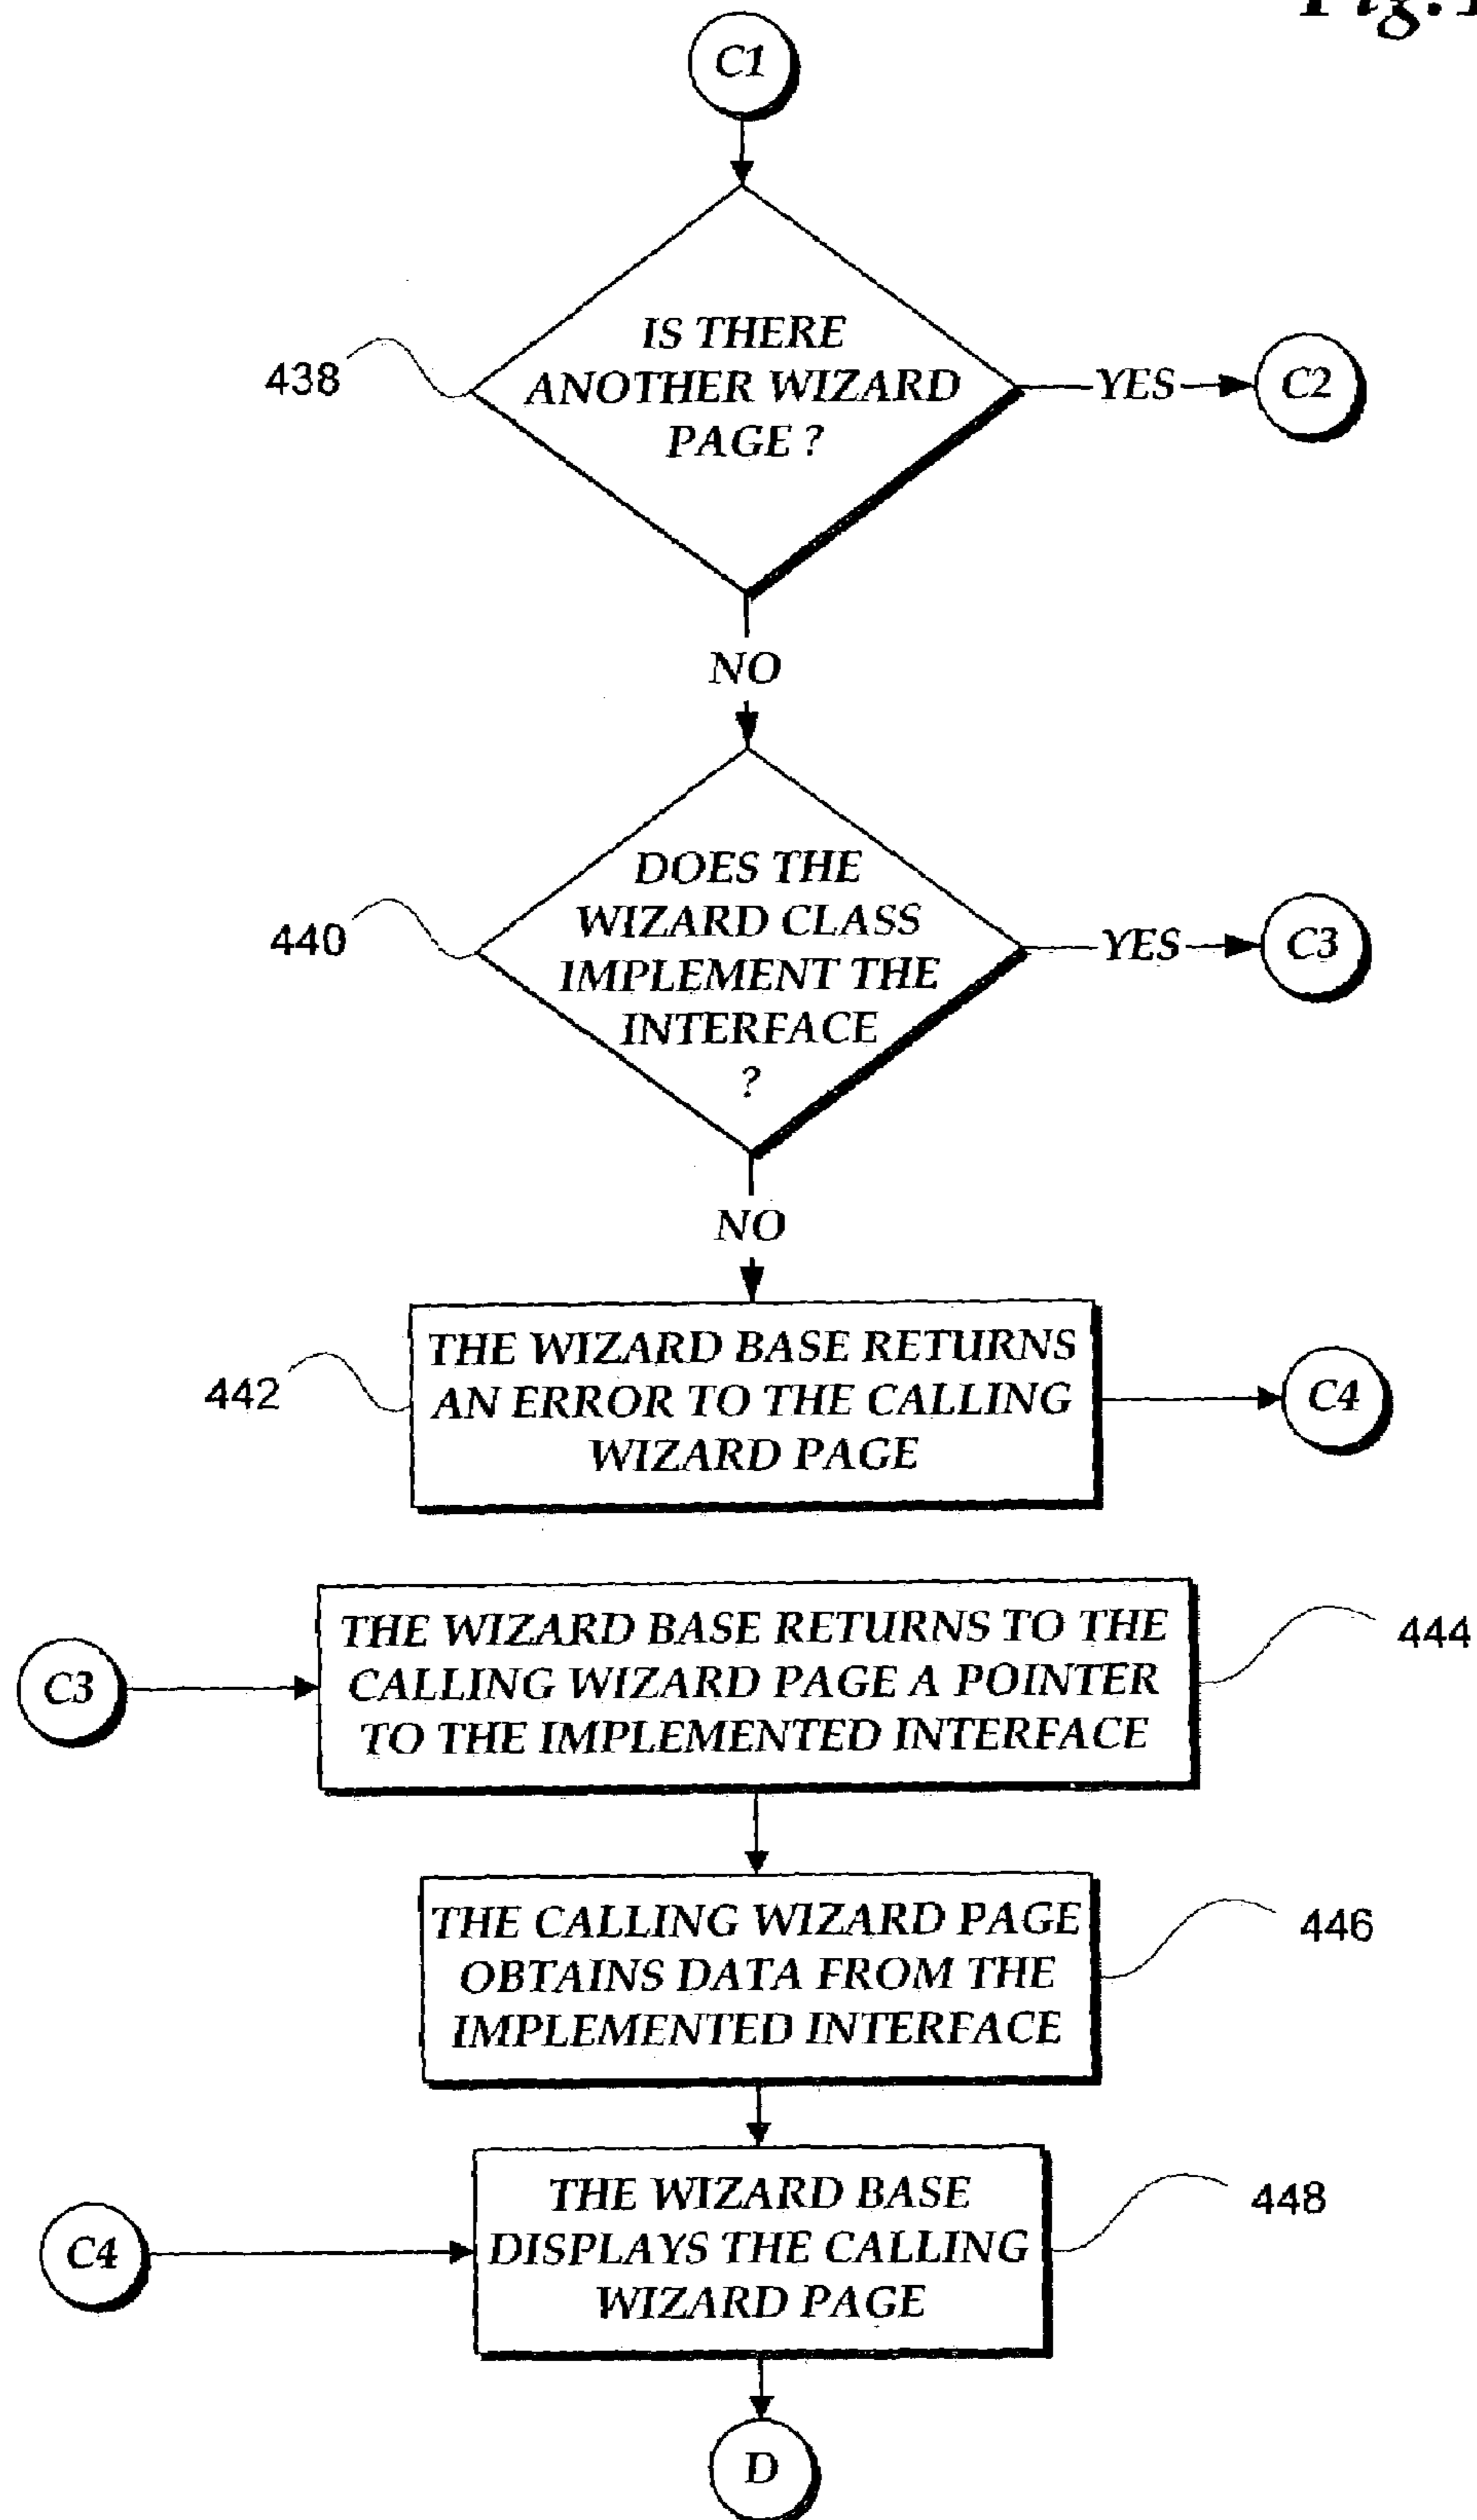 Fig.1
C1
IS THERE
ANOTHER WIZARD
PAGE ?
438
YES
C2
NO
DOES THE
WIZARD CLASS
IMPLEMENT THE
INTERFACE
?
440
YES
C3
NO
THE WIZARD BASE RETURNS
AN ERROR TO THE CALLING
WIZARD PAGE
442
C4
C3
THE WIZARD BASE RETURNS TO THE
CALLING WIZARD PAGE A POINTER
TO THE IMPLEMENTED INTERFACE
444
THE CALLING WIZARD PAGE
OBTAINS DATA FROM THE
IMPLEMENTED INTERFACE
446
C4
THE WIZARD BASE
DISPLAYS THE CALLING
WIZARD PAGE
448
D